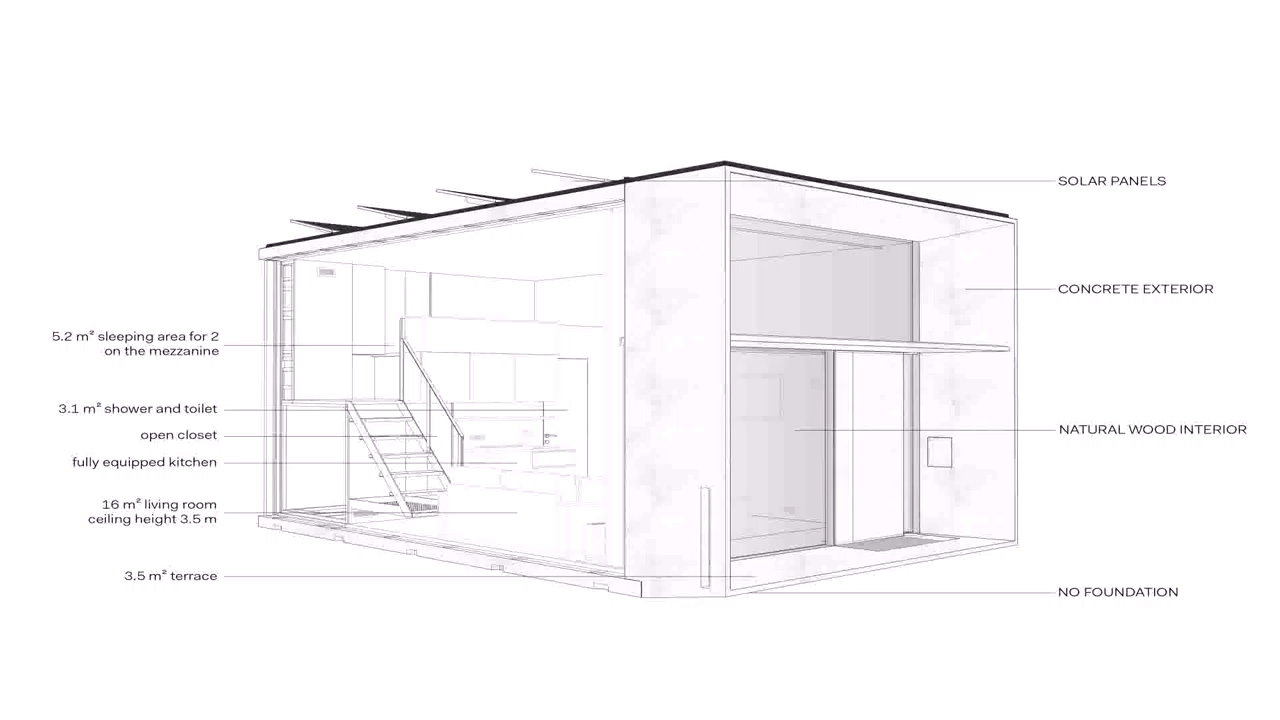 SOLAR PANELS
CONCRETE EXTERIOR
5.2 m² sleeping area for 2
on the mezzanine
3.1 m² shower and toilet
open closet
NATURAL WOOD INTERIOR
fully equipped kitchen
16 m² living room
ceiling height 3.5 m
3.5 m² terrace
NO FOUNDATION